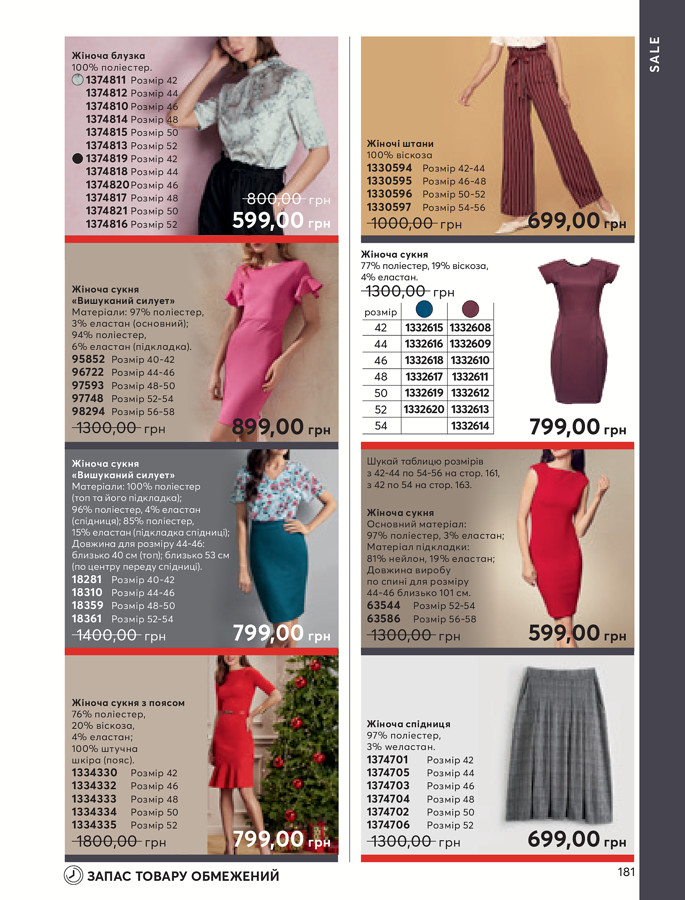 SALE
Жіноча блузка
100% поліестер.
1374811 Розмір 42
1374812 Розмір 44
1374810 Розмір 46
1374814 Розмір 48
1374815 Розмір 50
1374813 Розмір 52
1374819 Розмір 42
1374818 Розмір 44
1374820 Розмір 46
1374817 Розмір 48
1374821 Розмір 50
1374816 Розмір 52
800,00 грн
599,00 грн
Жіночі штани
100% віскоза
1330594 Розмір 42-44
1330595 Розмір 46-48
1330596 Розмір 50-52
1330597 Розмір 54-56
1000,00 грн
699,00 грн
Жіноча сукня
«Вишуканий силует»
Матеріали: 97% поліестер,
3% еластан (основний);
94% поліестер,
6% еластан (підкладка).
95852 Розмір 40-42
96722 Розмір 44-46
97593 Розмір 48-50
97748 Розмір 52-54
98294 Розмір 56-58
1300,00 грн
899,00 грн
Жіноча сукня
77% поліестер, 19% віскоза,
4% еластан.
1300,00 грн
розмір
42 1332615 1332608
44 1332616 1332609
46 1332618 1332610
48 1332617 1332611
50 1332619 1332612
52 1332620 1332613
54 1332614
799,00 грн
Жіноча сукня
«Вишуканий силует»
Матеріали: 100% поліестер
(топ та його підкладка);
96% поліестер, 4% еластан
(спідниця); 85% поліестер,
15% еластан (підкладка спідниці);
Довжина для розміру 44-46:
близько 40 см (топ); близько 53 см
(по центру переду спідниці).
18281 Розмір 40-42
18310 Розмір 44-46
18359 Розмір 48-50
18361 Розмір 52-54
1400,00 грн
799,00 грн
Шукай таблицю розмірів
з 42-44 по 54-56 на стор. 161,
з 42 по 54 на стор. 163.
Жіноча сукня
Основний матеріал:
97% поліестер, 3% еластан;
Матеріал підкладки:
81% нейлон, 19% еластан;
Довжина виробу
по спині для розміру
44-46 близько 101 см.
63544 Розмір 52-54
63586 Розмір 56-58
1300,00 грн
599,00 грн
Жіноча сукня з поясом
76% поліестер,
20% віскоза,
4% еластан;
100% штучна
шкіра (пояс).
1334330 Розмір 42
1334332 Розмір 46
1334333 Розмір 48
1334334 Розмір 50
1334335 Розмір 52
1800,00 грн
799,00 грн
Жіноча спідниця
97% поліестер,
3% wеластан.
1374701 Розмір 42
1374705 Розмір 44
1374703 Розмір 46
1374704 Розмір 48
1374702 Розмір 50
1374706 Розмір 52
1300,00 грн
699,00 грн
ЗАПАС ТОВАРУ ОБМЕЖЕНИЙ
181